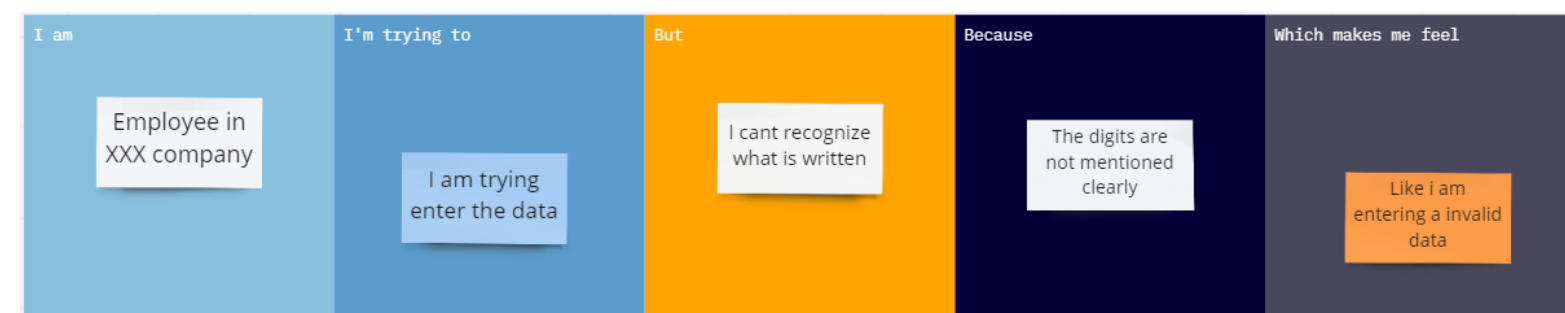 I am
Employee in
XXX company
I'm trying to
I am trying
enter the data
But
I cant recognize
what is written
Because
The digits are
not mentioned
clearly
Which makes me feel
Like i am
entering a invalid
data